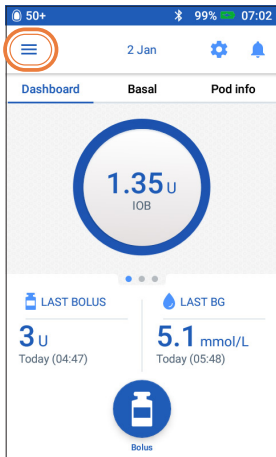 50+ 99% 07:02
2 Jan
Dashboard Basal Pod info
1.35 U
IOB
LAST BOLUS LAST BG
3 U 5.1 mmol/L
Today (04:47) Today (05:48)
Bolus